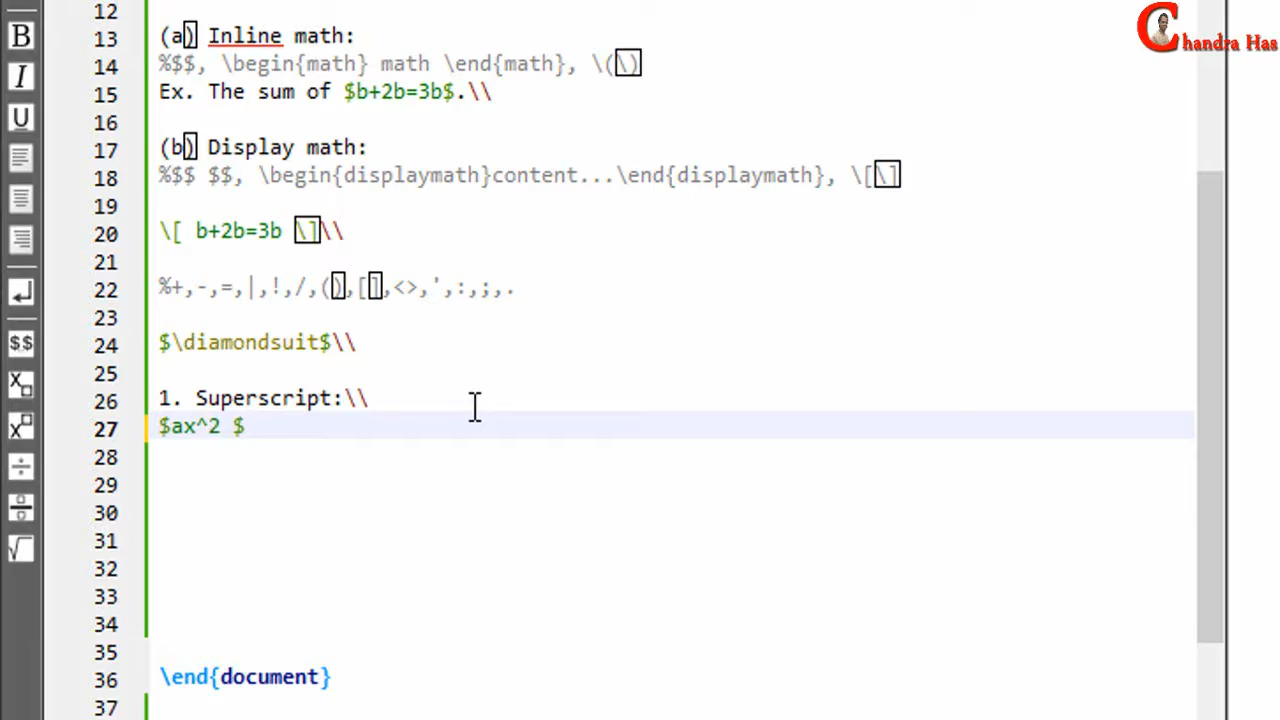 Chandra Has
12
13 (a) Inline math:
14 %$$, \begin{math} math \end{math}, \(\)
15 Ex. The sum of $b+2b=3b$.\\
16
17 (b) Display math:
18 %$$ $$, \begin{displaymath}content...\end{displaymath}, \[\]
19
20 \[ b+2b=3b \]\\
21
22 %+,-,=,|,!,/,(),[],<>,',:,;,.
23
24 $\diamondsuit$\\
25
26 1. Superscript:\\
27 $ax^2 $
28
29
30
31
32
33
34
35
36 \end{document}
37
B
I
U
$$
X
X